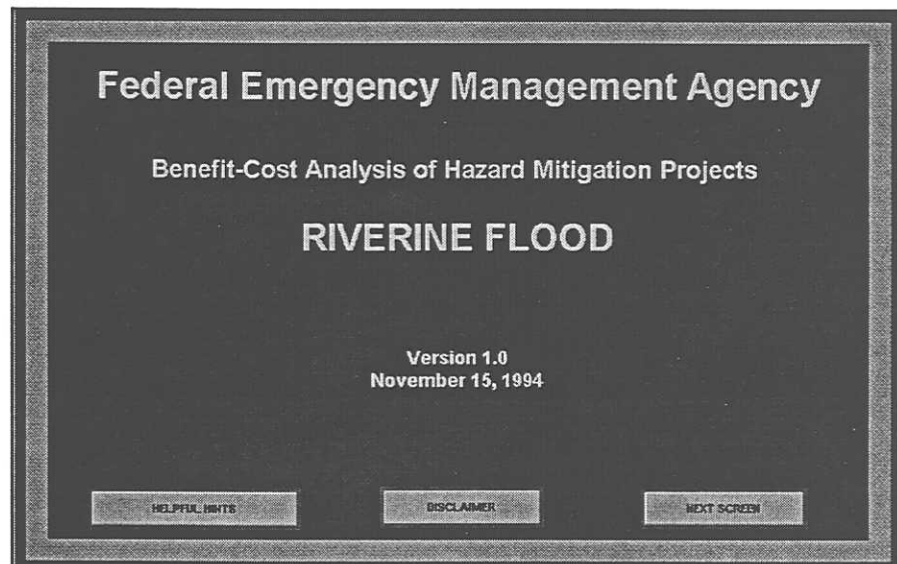 Federal Emergency Management Agency
Benefit-Cost Analysis of Hazard Mitigation Projects
RIVERINE FLOOD
Version 1.0
November 15, 1994
HELPFUL HINTS
DISCLAIMER
NEXT SCREEN